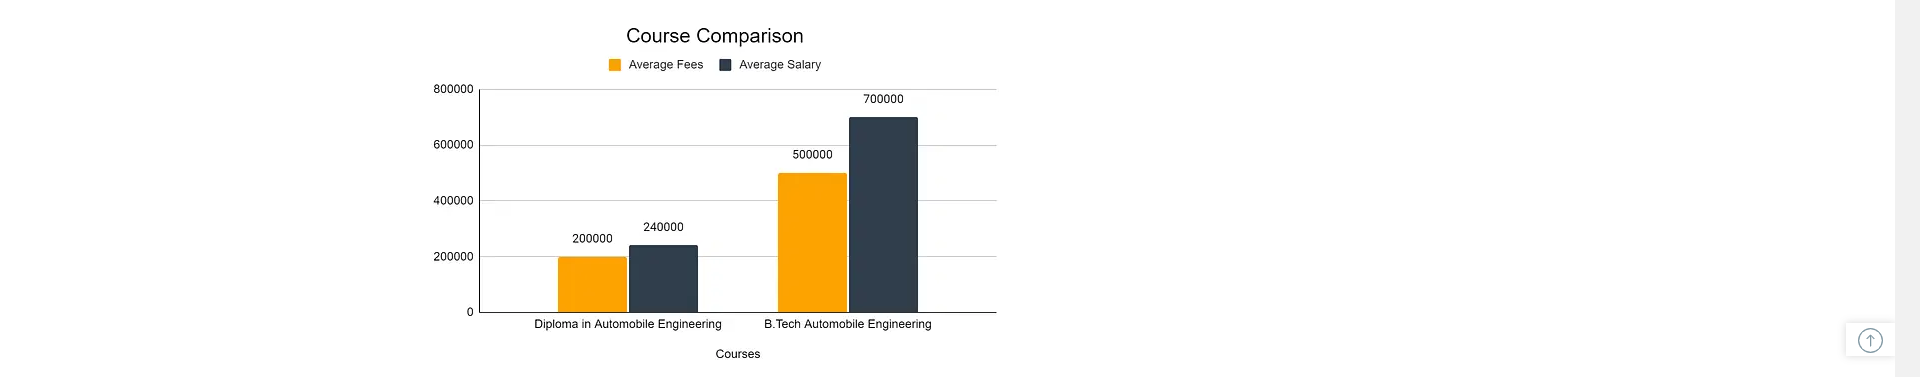 Course Comparison
Average Fees Average Salary
800000
700000
600000
500000
400000
240000
200000
200000
0
Diploma in Automobile Engineering B.Tech Automobile Engineering
Courses